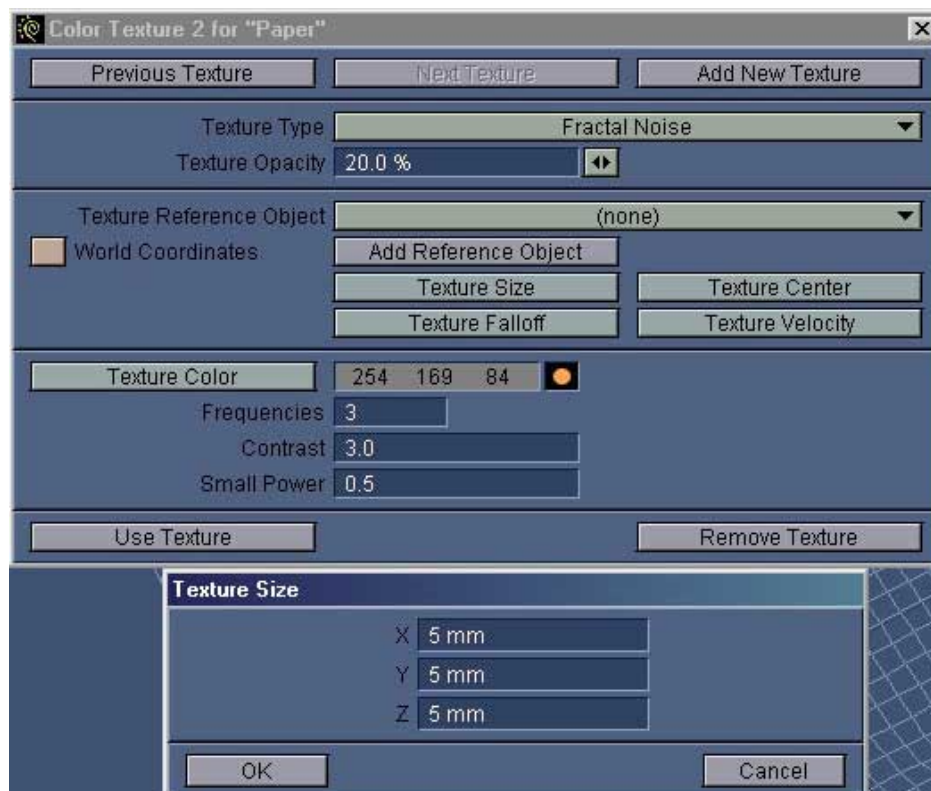 Color Texture 2 for "Paper"
Previous Texture Next Texture Add New Texture
Texture Type Fractal Noise
Texture Opacity 20.0 %
Texture Reference Object (none)
World Coordinates Add Reference Object
Texture Size Texture Center
Texture Falloff Texture Velocity
Texture Color 254 169 84
Frequencies 3
Contrast 3.0
Small Power 0.5
Use Texture Remove Texture
Texture Size
X 5 mm
Y 5 mm
Z 5 mm
OK Cancel